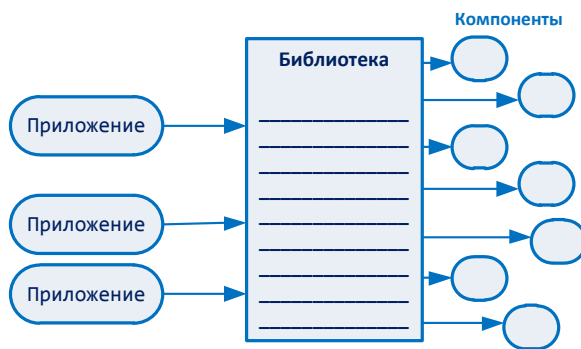 Компоненты
Библиотека
Приложение
Приложение
Приложение